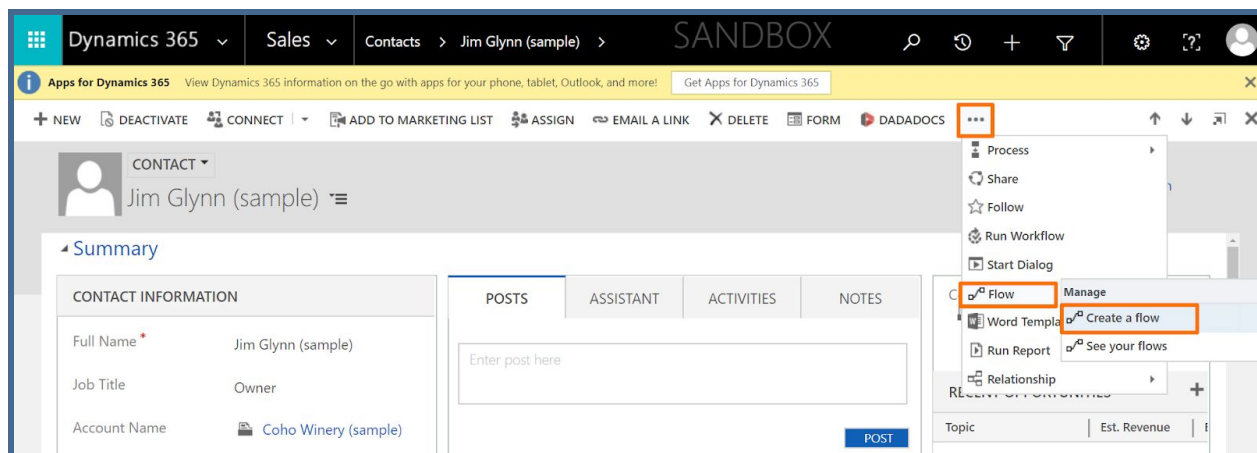 Dynamics 365 Sales Contacts > Jim Glynn (sample) > SANDBOX
Apps for Dynamics 365 View Dynamics 365 information on the go with apps for your phone, tablet, Outlook, and more! Get Apps for Dynamics 365
NEW DEACTIVATE CONNECT ADD TO MARKETING LIST ASSIGN EMAIL A LINK DELETE FORM DADADOCS ...
CONTACT
Jim Glynn (sample)
Process
Share
Follow
Run Workflow
Start Dialog
Flow
Word Templa
Run Report
Relationship
Manage
Create a flow
See your flows
Summary
CONTACT INFORMATION
Full Name *
Jim Glynn (sample)
Job Title
Owner
Account Name
Coho Winery (sample)
POSTS ASSISTANT ACTIVITIES NOTES
Enter post here
POST
Topic Est. Revenue